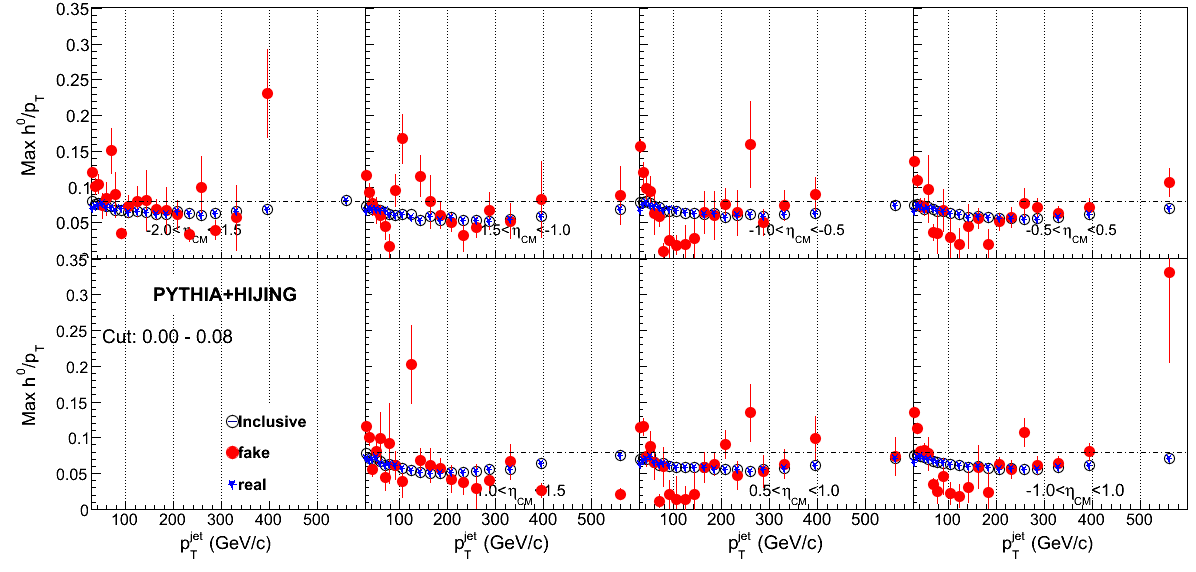 0.35
0.3
0.25
0.2
0.15
0.1
0.05
0
Max h⁰/p_T
-2.0<η_CM<-1.5
-1.5<η_CM<-1.0
-1.0<η_CM<-0.5
-0.5<η_CM<0.5
0.35
0.3
0.25
0.2
0.15
0.1
0.05
0
Max h⁰/p_T
PYTHIA+HIJING
Cut: 0.00 - 0.08
Inclusive
fake
real
1.0<η_CM<1.5
0.5<η_CM<1.0
-1.0<η_CM<1.0
100 200 300 400 500
100 200 300 400 500
100 200 300 400 500
100 200 300 400 500
p_T^jet (GeV/c)
p_T^jet (GeV/c)
p_T^jet (GeV/c)
p_T^jet (GeV/c)